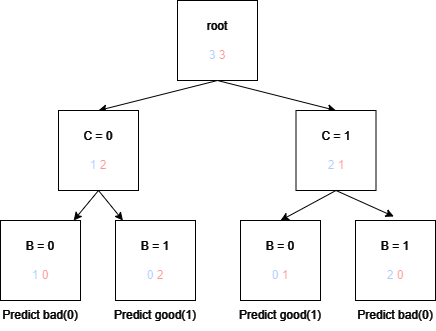 root
3 3
C = 0
1 2
C = 1
2 1
B = 0
1 0
B = 1
0 2
B = 0
0 1
B = 1
2 0
Predict bad(0)
Predict good(1)
Predict good(1)
Predict bad(0)